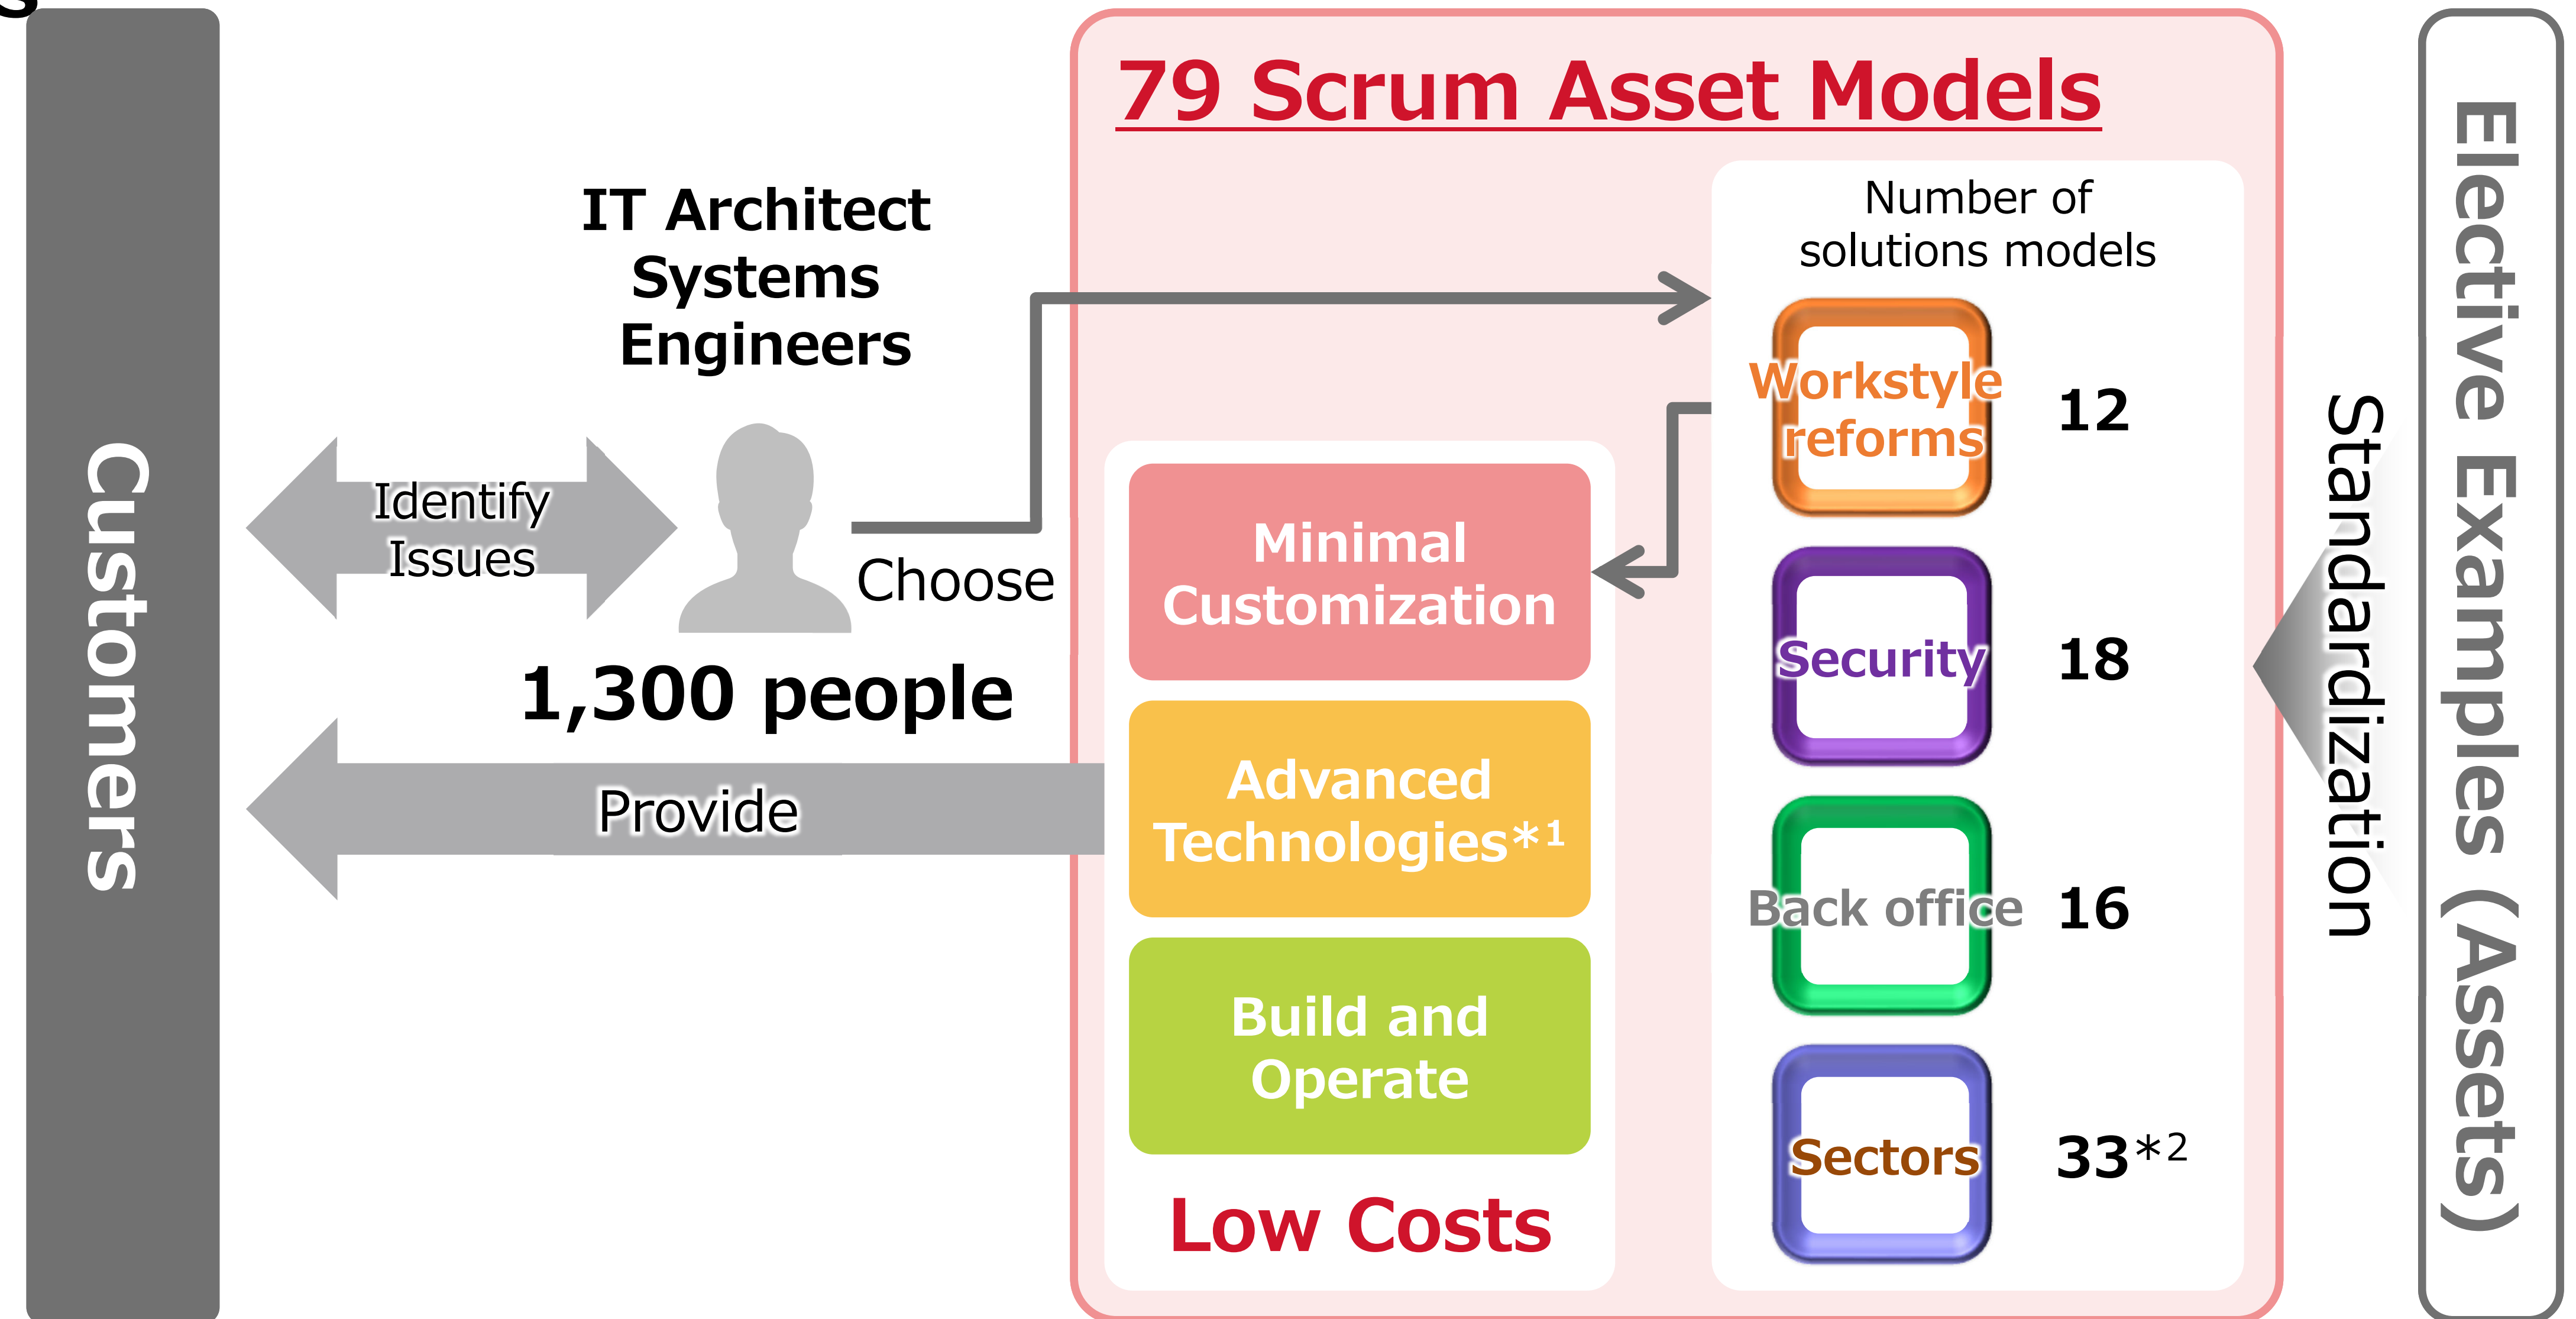 s
Customers
IT Architect
Systems
Engineers
Identify
Issues
Choose
1,300 people
Provide
79 Scrum Asset Models
Minimal
Customization
Advanced
Technologies*1
Build and
Operate
Low Costs
Number of
solutions models
Workstyle
reforms
12
Security
18
Back office
16
Sectors
33*2
Standardization
Elective Examples (Assets)